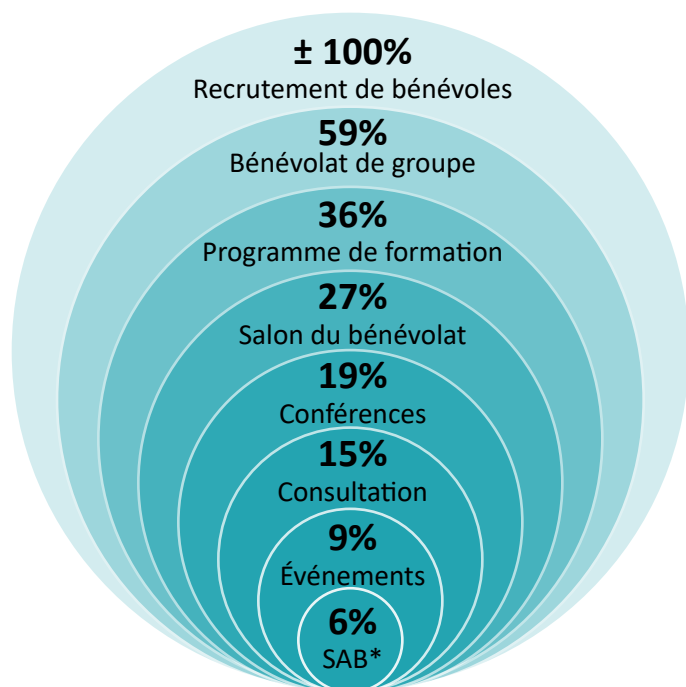 ± 100%
Recrutement de bénévoles
59%
Bénévolat de groupe
36%
Programme de formation
27%
Salon du bénévolat
19%
Conférences
15%
Consultation
9%
Événements
6%
SAB*